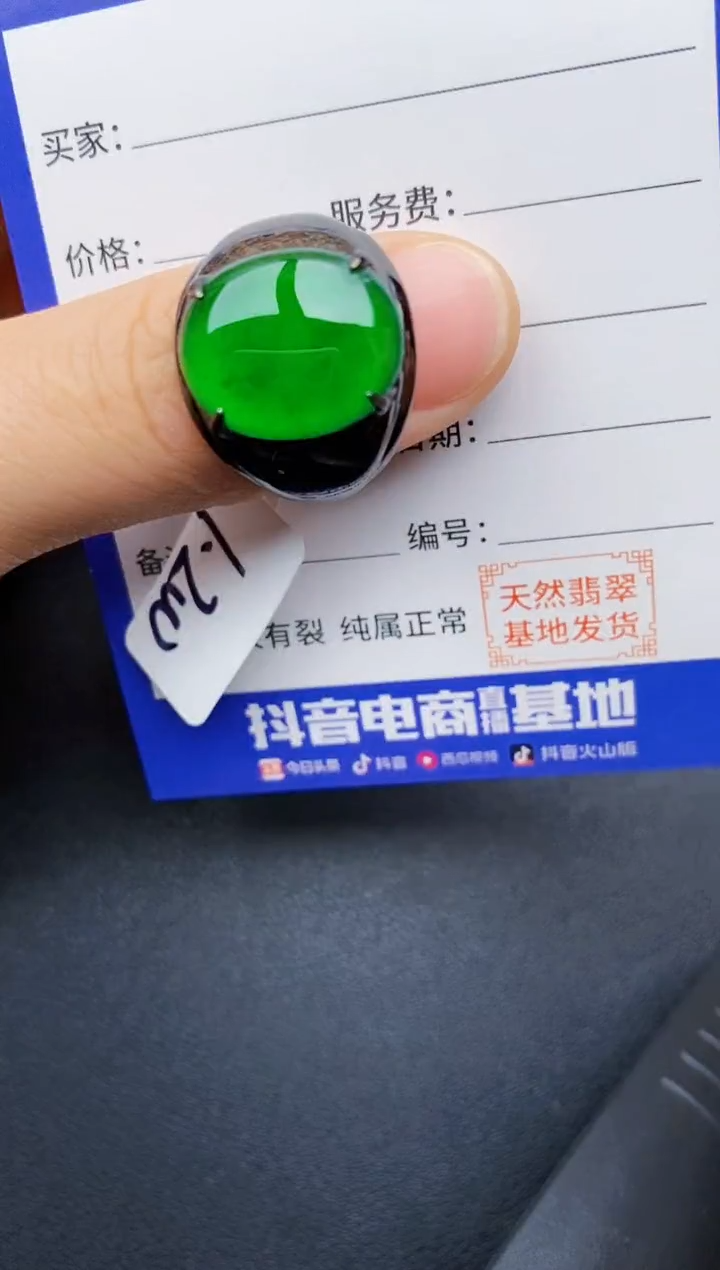 买家：
服务费：
价格：
期：
编号：
备
1.2w
有裂 纯属正常
天然翡翠
基地发货
抖音电商直播基地
今日头条 抖音 西瓜视频 抖音火山版